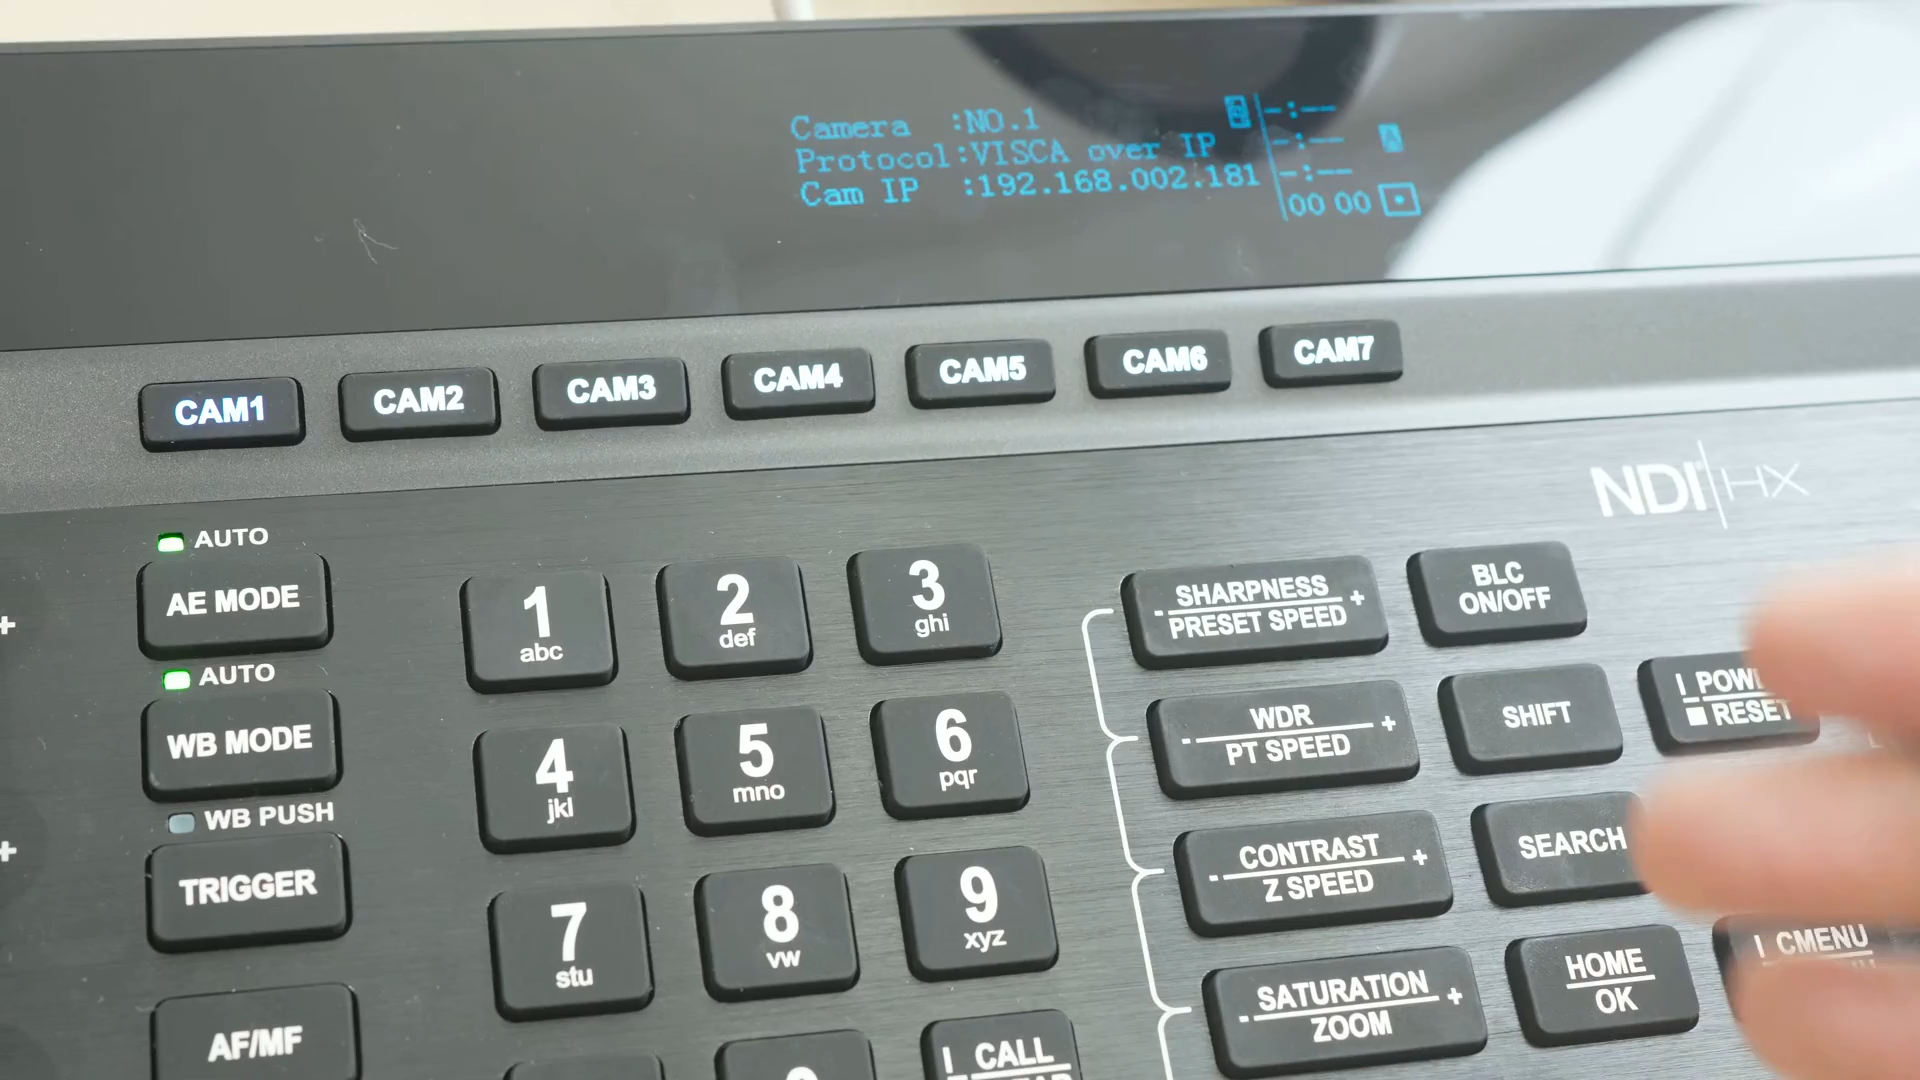 Camera :NO.1
Protocol:VISCA over IP
Cam IP :192.168.002.181
-:--
-:--
-:--
00 00
A
CAM1
CAM2
CAM3
CAM4
CAM5
CAM6
CAM7
NDI HX
AUTO
AE MODE
AUTO
WB MODE
WB PUSH
TRIGGER
AF/MF
1
abc
2
def
3
ghi
4
jkl
5
mno
6
pqr
7
stu
8
vw
9
xyz
CALL
- SHARPNESS +
PRESET SPEED
- WDR +
PT SPEED
- CONTRAST +
Z SPEED
- SATURATION +
ZOOM
BLC
ON/OFF
SHIFT
SEARCH
HOME
OK
RESET
CMENU
+
+